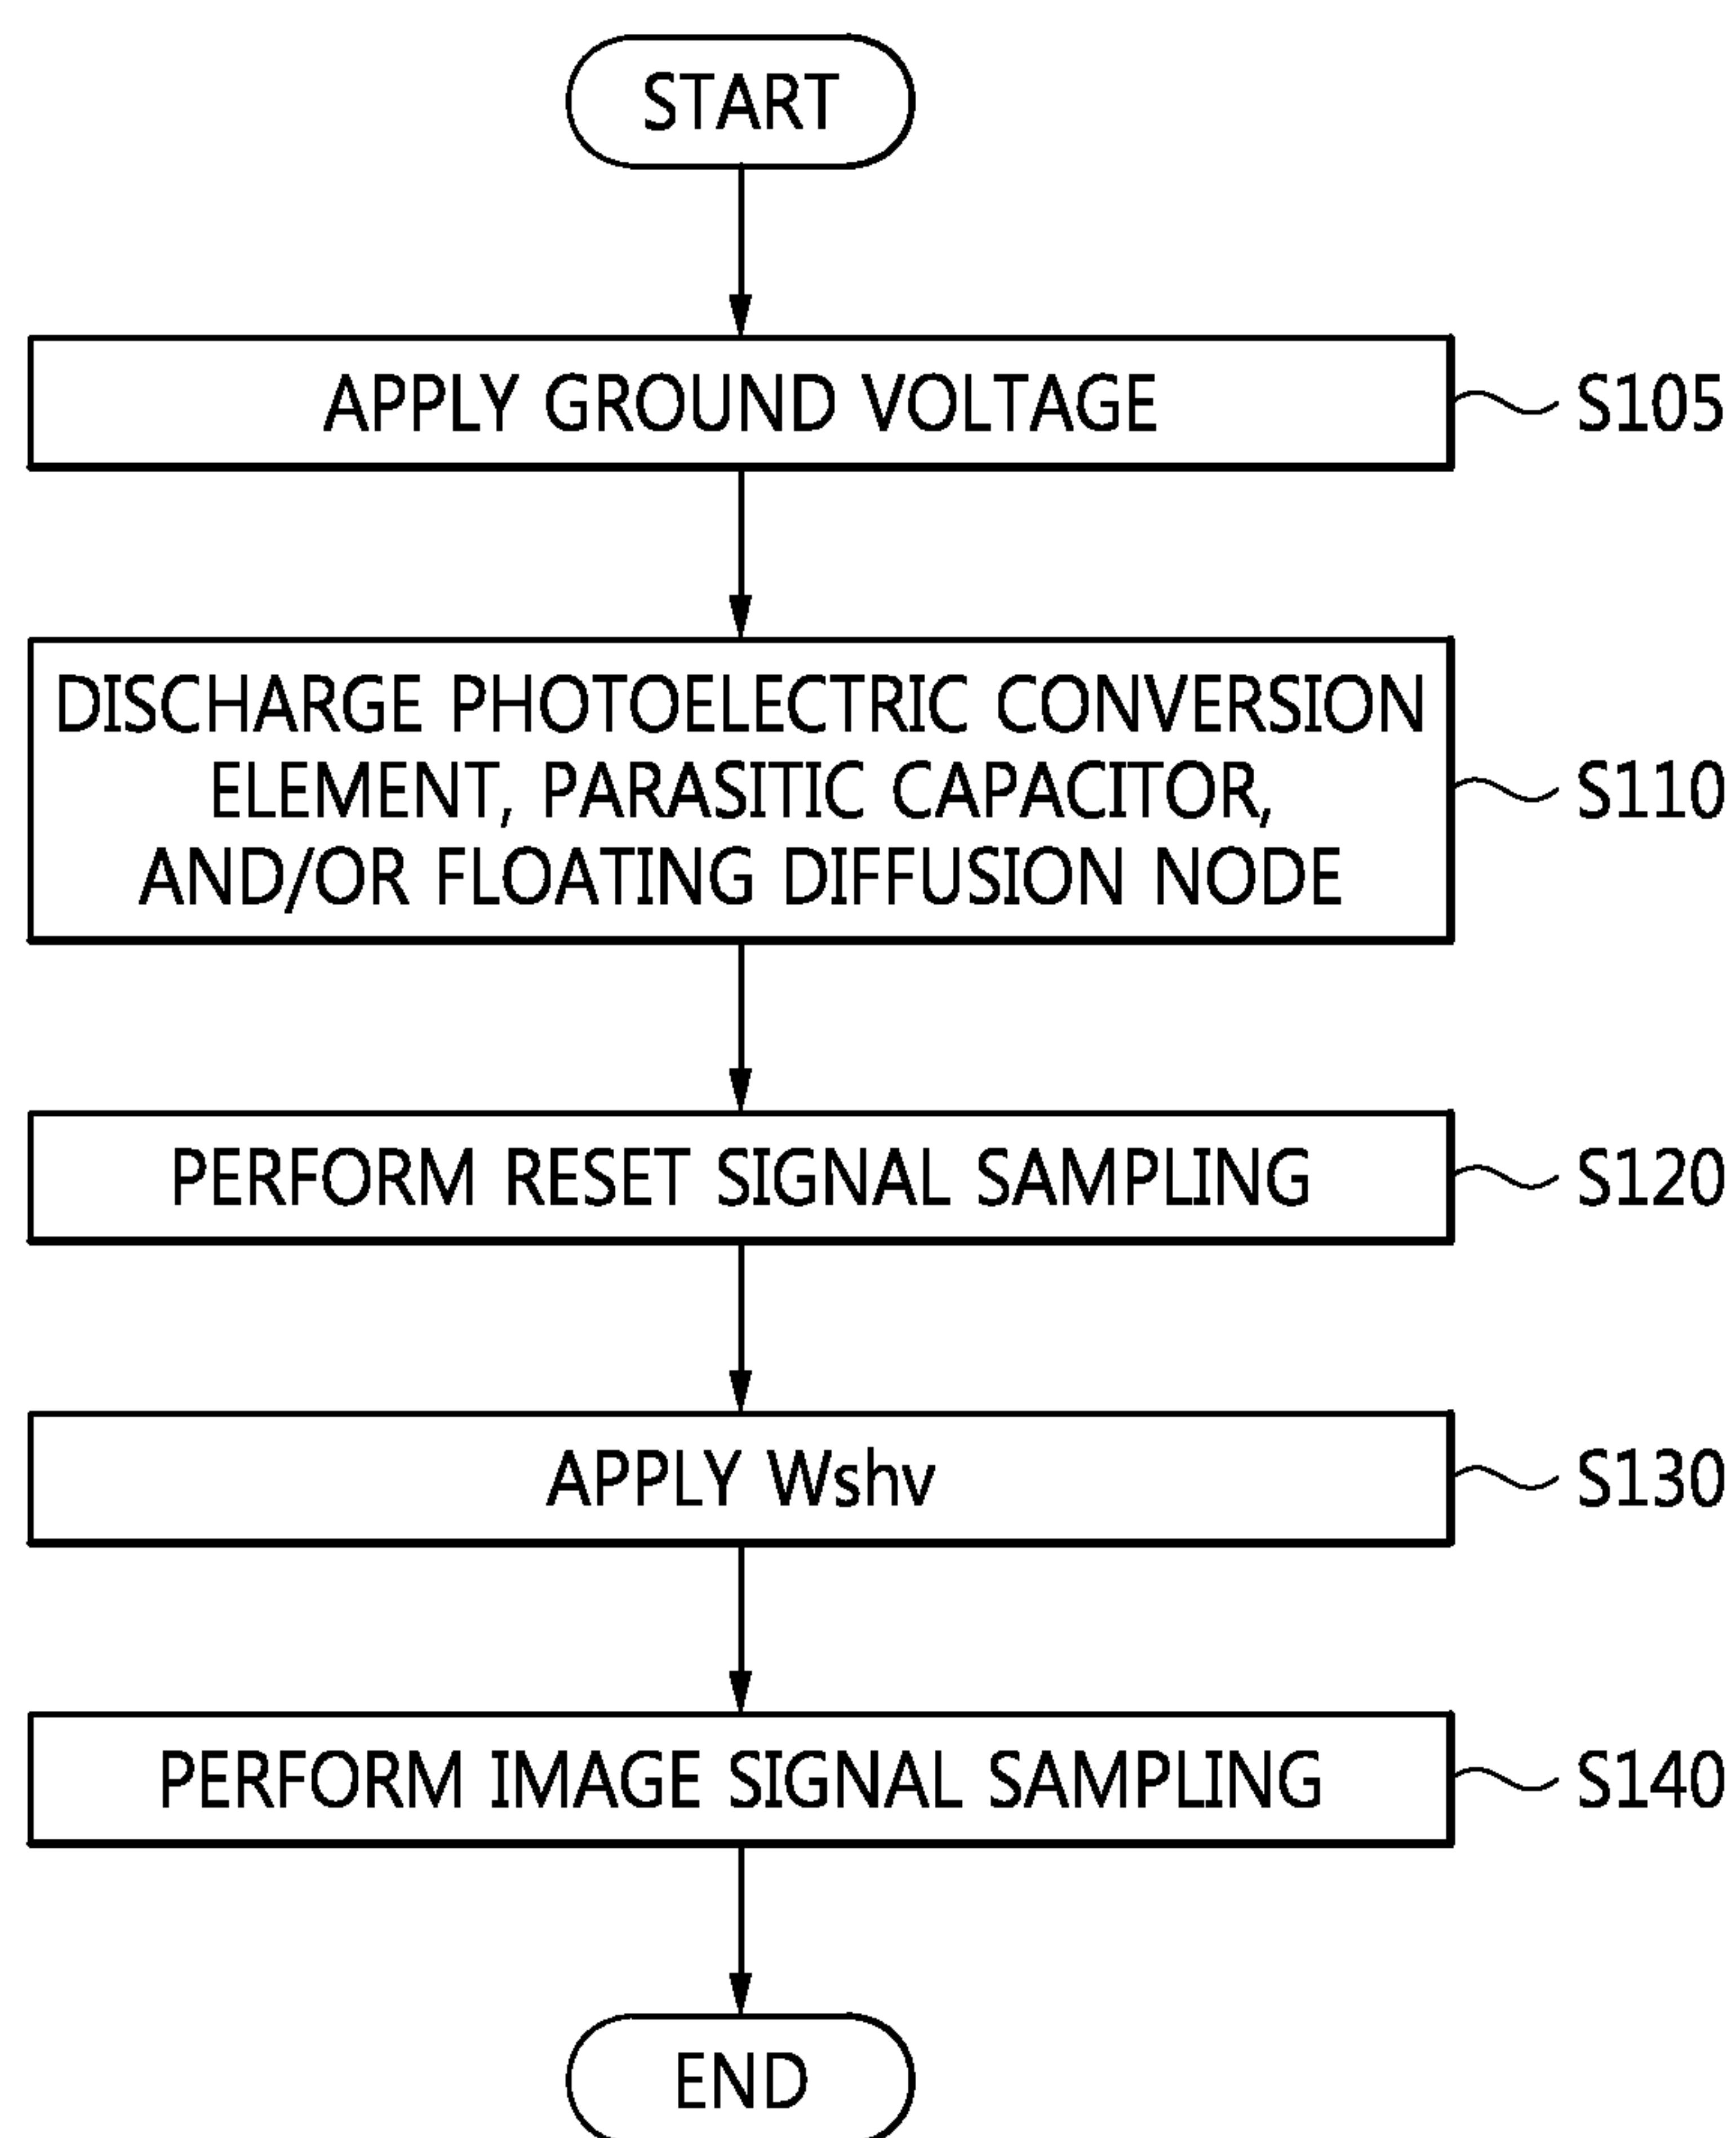 START
APPLY GROUND VOLTAGE
S105
DISCHARGE PHOTOELECTRIC CONVERSION
ELEMENT, PARASITIC CAPACITOR,
AND/OR FLOATING DIFFUSION NODE
S110
PERFORM RESET SIGNAL SAMPLING
S120
APPLY Wshv
S130
PERFORM IMAGE SIGNAL SAMPLING
S140
END